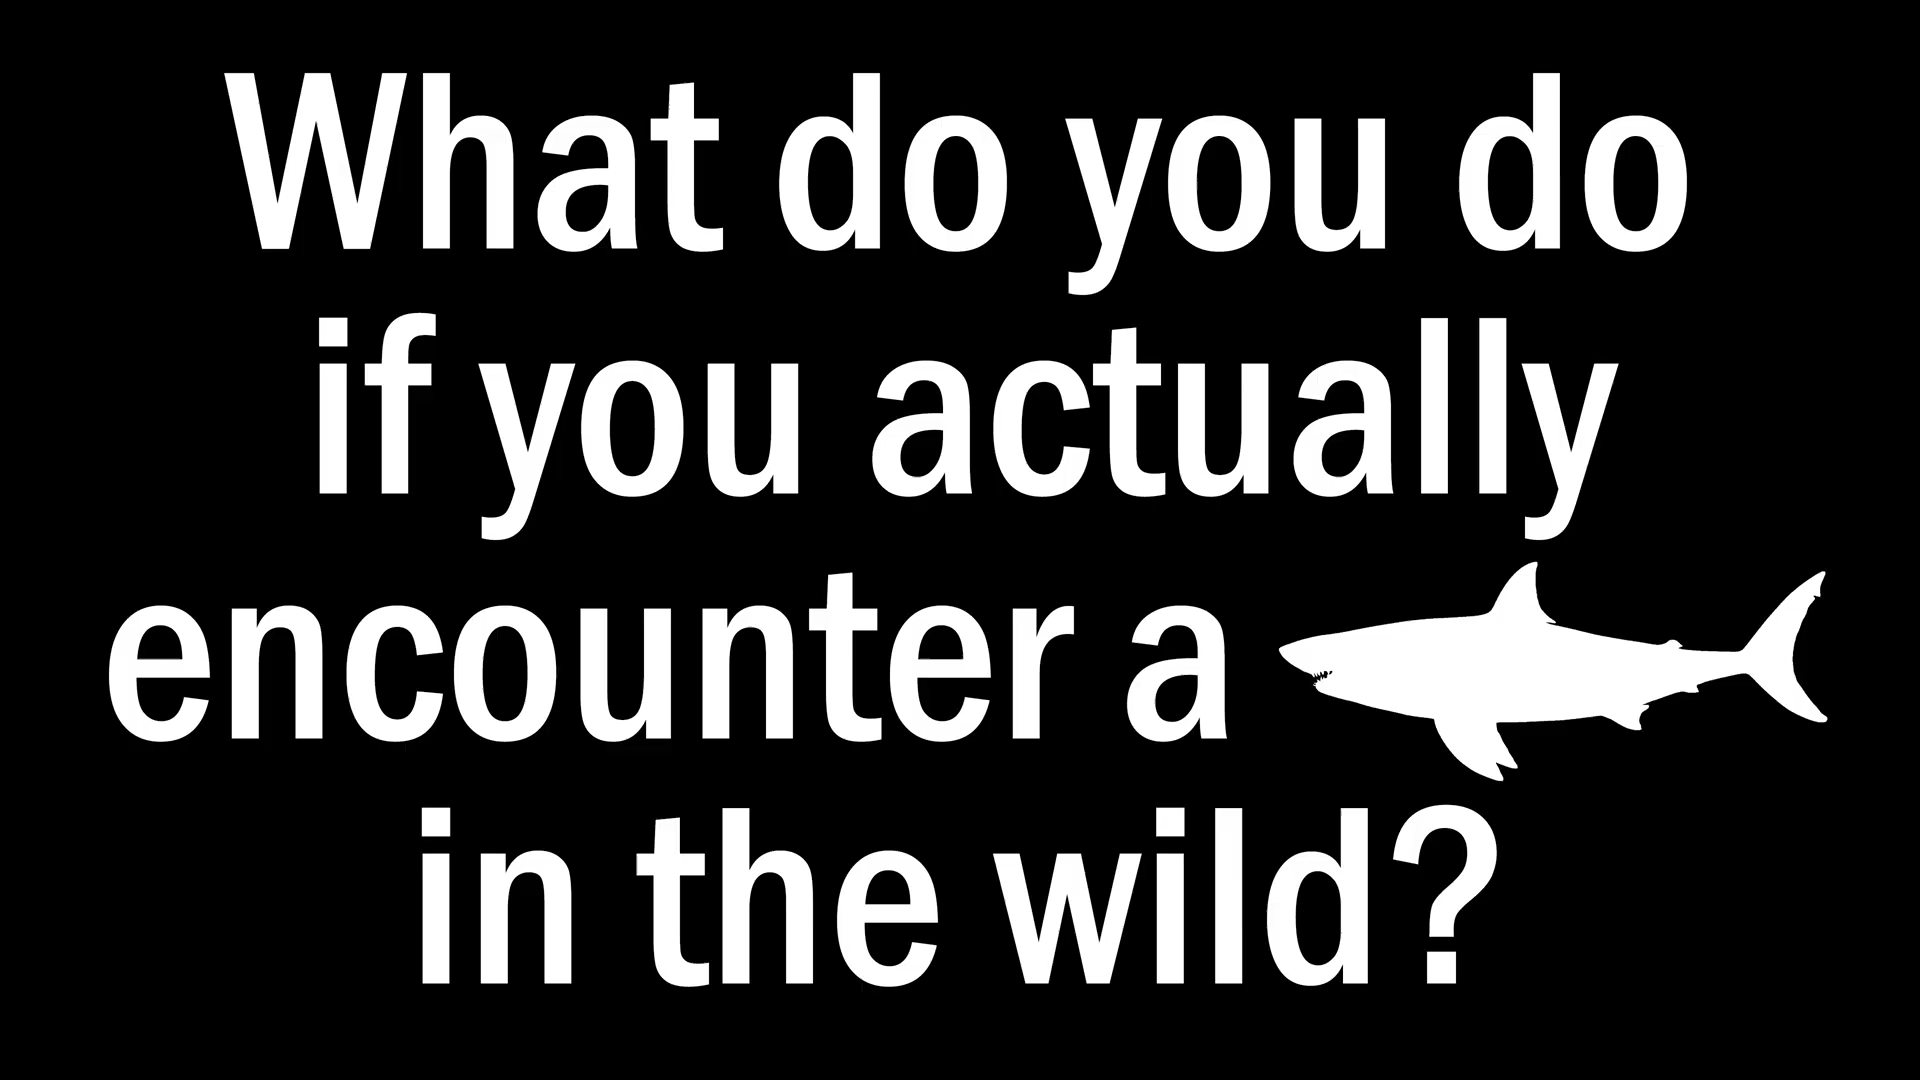 What do you do
if you actually
encounter a
in the wild?